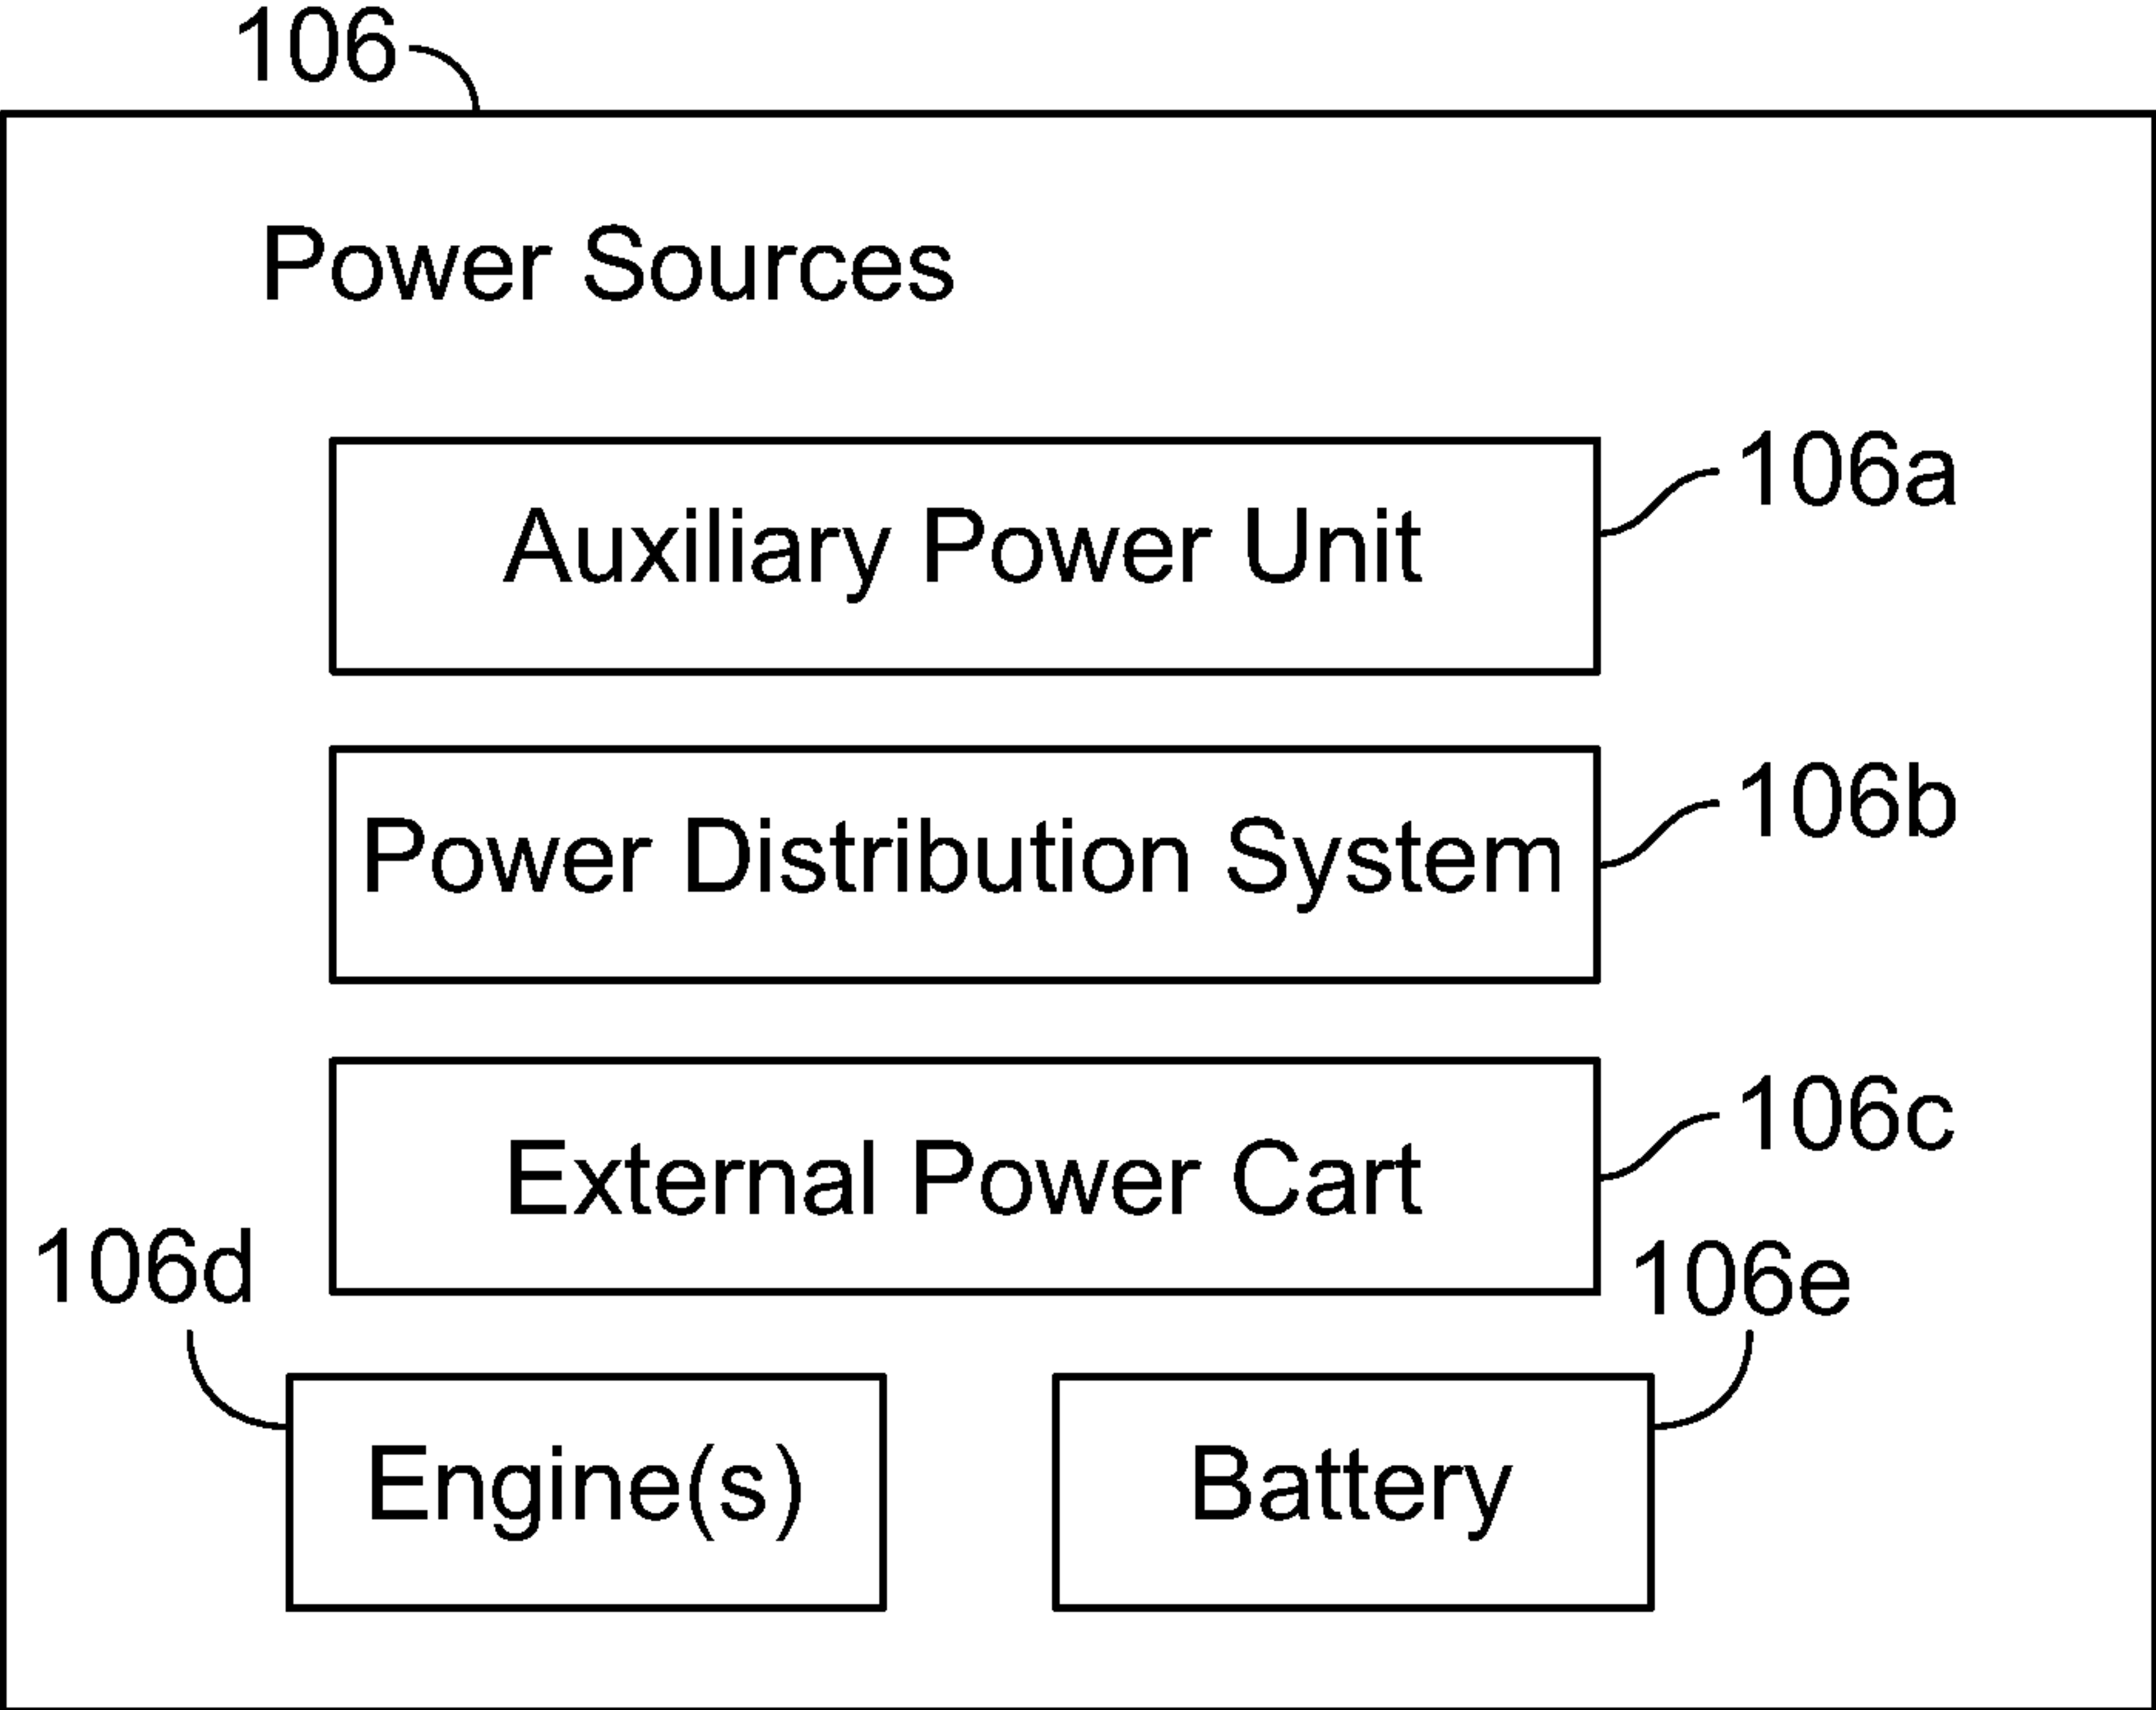 106
Power Sources
106a
Auxiliary Power Unit
106b
Power Distribution System
106c
External Power Cart
106d
106e
Engine(s)
Battery